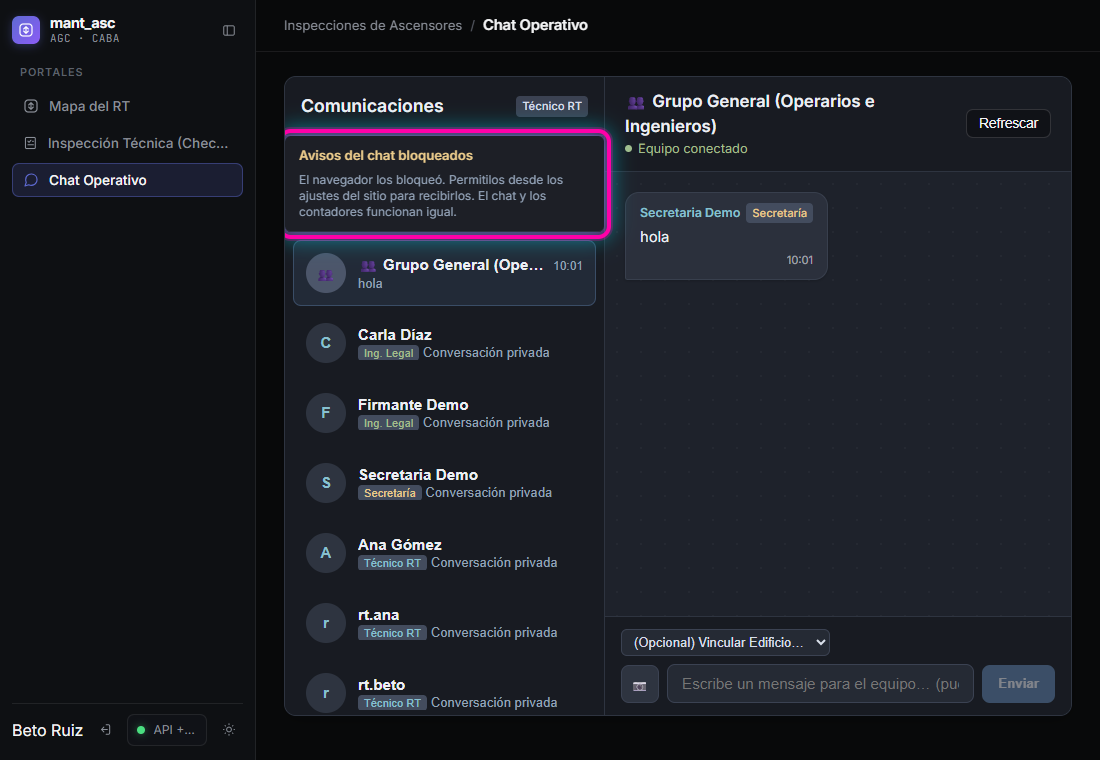 mant_asc
AGC · CABA
PORTALES
Mapa del RT
Inspección Técnica (Chec...
Chat Operativo
Beto Ruiz
API +...
Inspecciones de Ascensores / Chat Operativo
Comunicaciones
Técnico RT
Avisos del chat bloqueados
El navegador los bloqueó. Permitilos desde los
ajustes del sitio para recibirlos. El chat y los
contadores funcionan igual.
Grupo General (Ope... 10:01
hola
C
Carla Díaz
Ing. Legal Conversación privada
F
Firmante Demo
Ing. Legal Conversación privada
S
Secretaria Demo
Secretaría Conversación privada
A
Ana Gómez
Técnico RT Conversación privada
r
rt.ana
Técnico RT Conversación privada
r
rt.beto
Técnico RT Conversación privada
Grupo General (Operarios e
Ingenieros)
Equipo conectado
Refrescar
Secretaria Demo Secretaría
hola
10:01
(Opcional) Vincular Edificio...
Escribe un mensaje para el equipo... (pu
Enviar